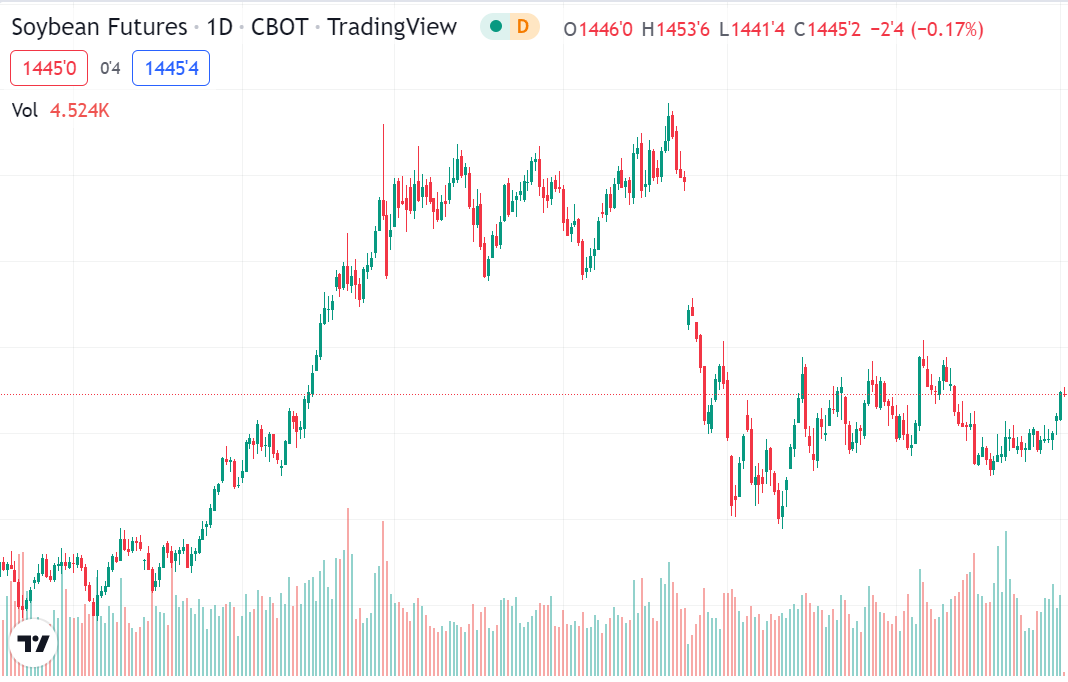 Soybean Futures · 1D · CBOT · TradingView D O1446'0 H1453'6 L1441'4 C1445'2 −2'4 (−0.17%)
1445'0 0'4 1445'4
Vol 4.524K